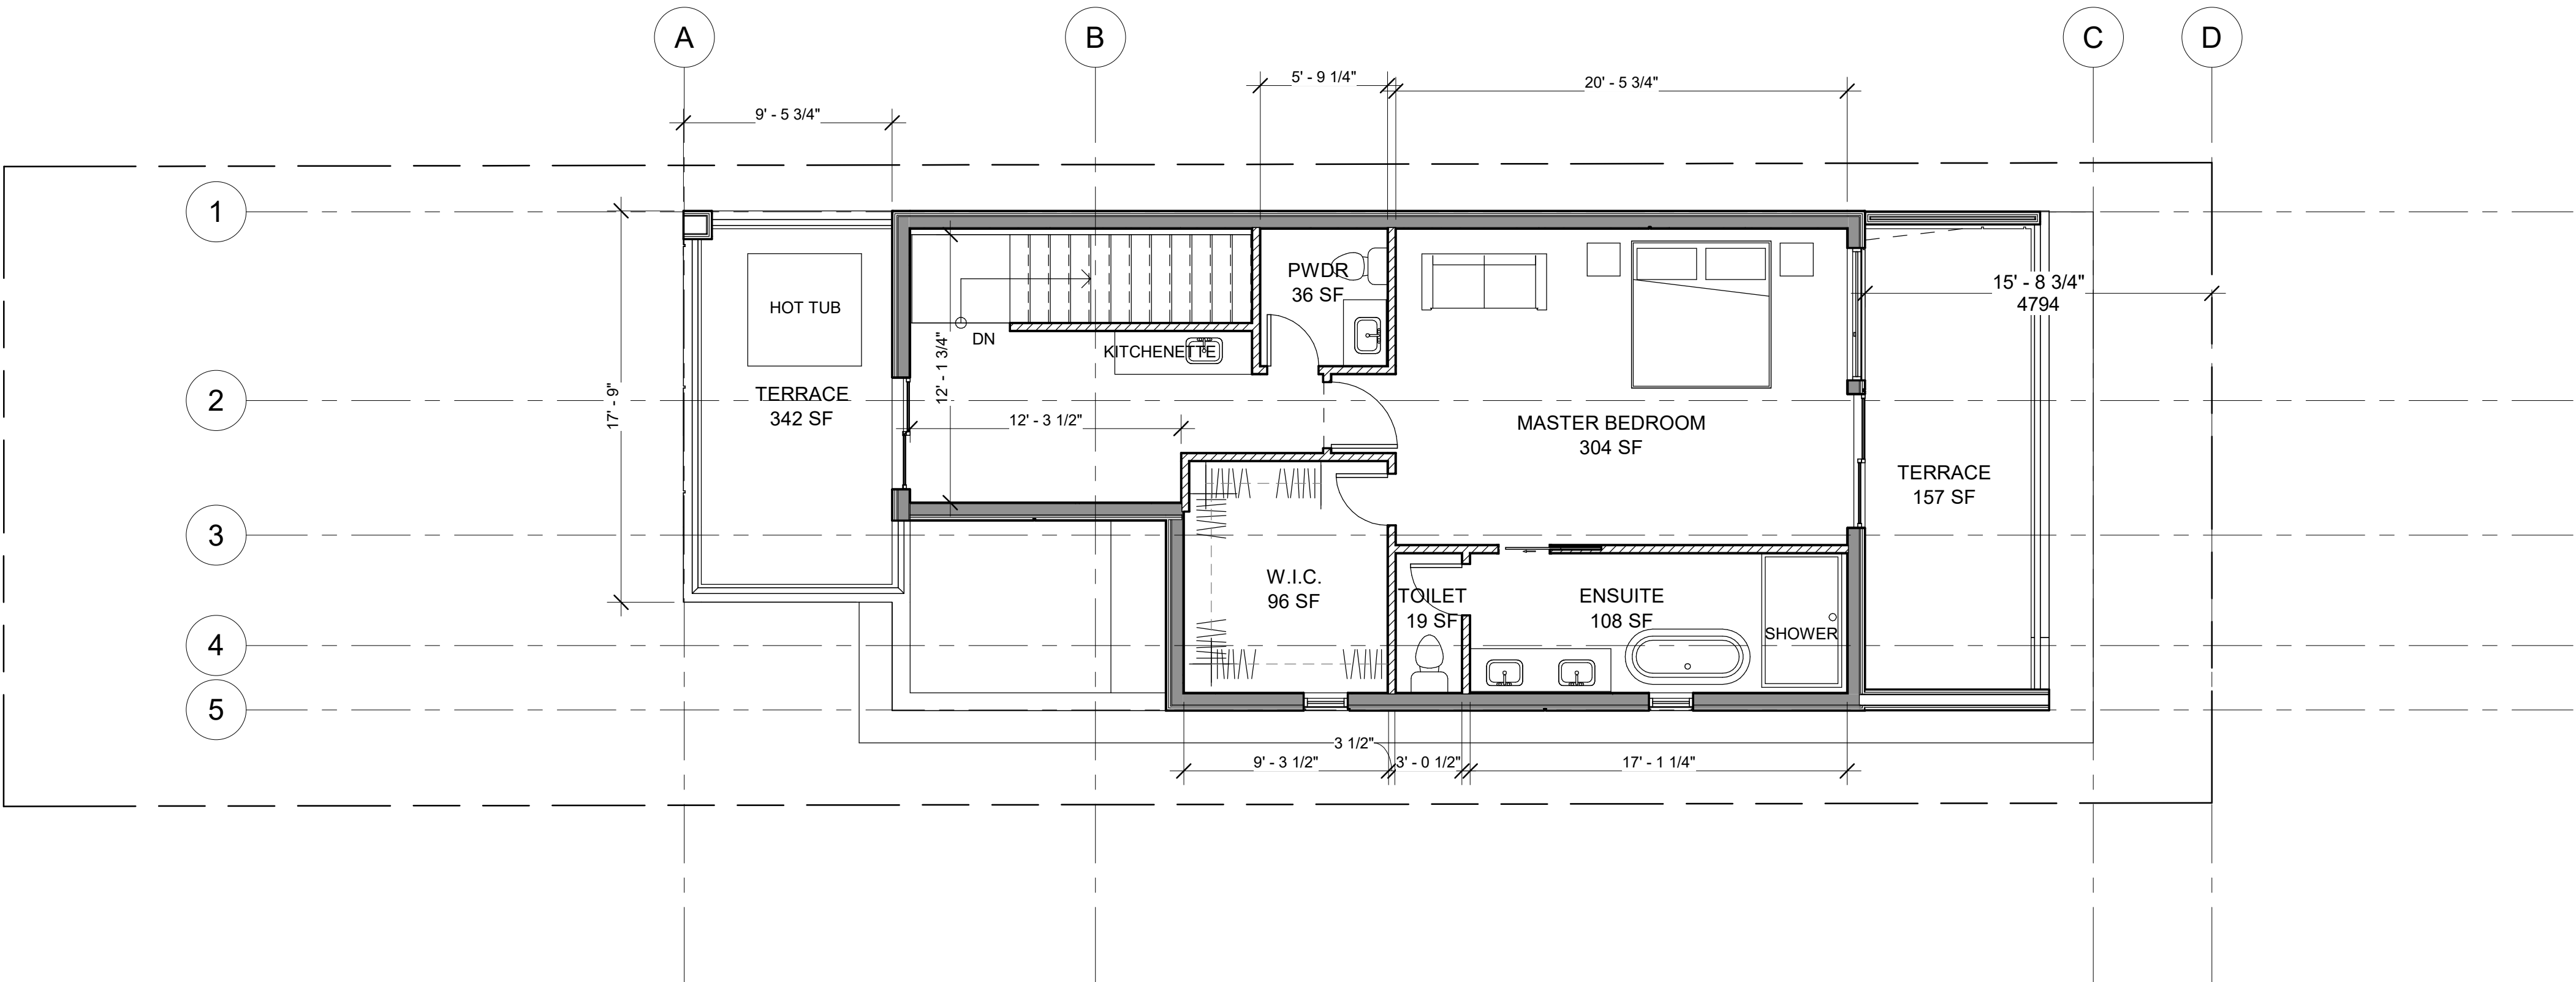 A
B
C
D
5' - 9 1/4"
20' - 5 3/4"
9' - 5 3/4"
1
PWDR
36 SF
15' - 8 3/4"
4794
HOT TUB
DN
KITCHENETTE
12' - 1 3/4"
17' - 9"
2
TERRACE
342 SF
12' - 3 1/2"
MASTER BEDROOM
304 SF
TERRACE
157 SF
3
W.I.C.
96 SF
TOILET
19 SF
ENSUITE
108 SF
SHOWER
4
5
3 1/2"
9' - 3 1/2"
3' - 0 1/2"
17' - 1 1/4"